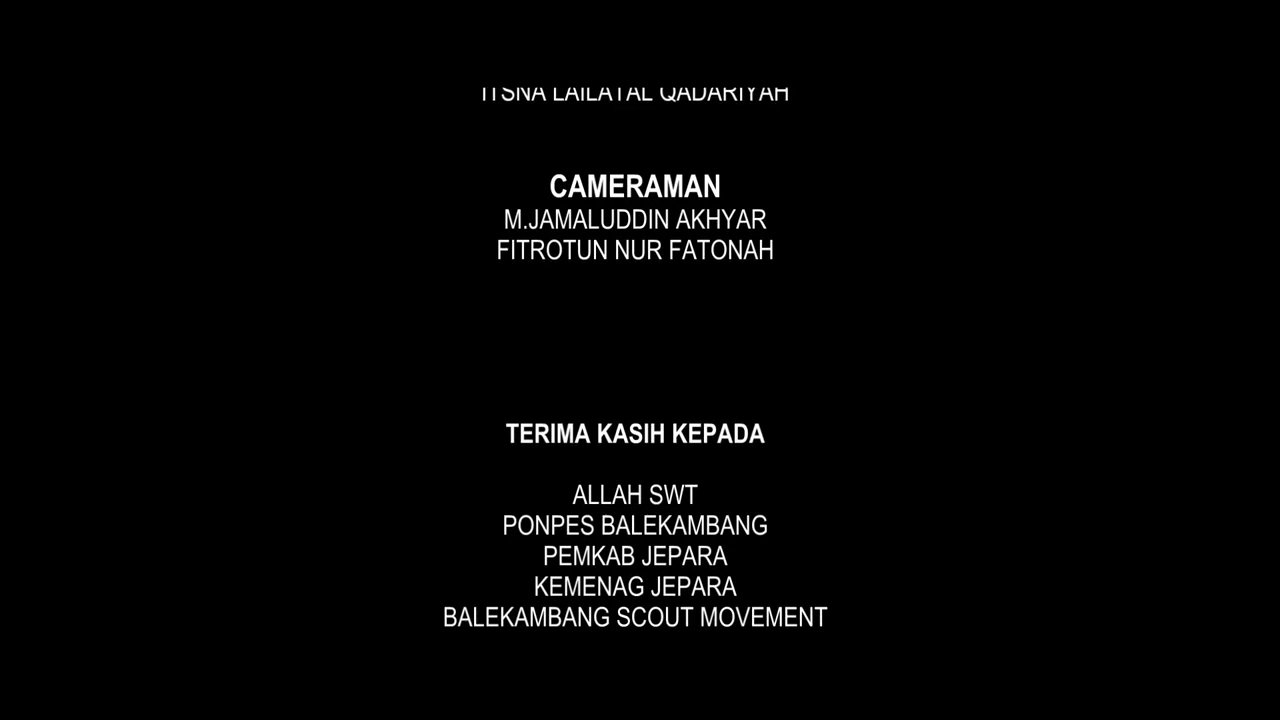 ITSNA LAILATAL QADARIYAH
CAMERAMAN
M.JAMALUDDIN AKHYAR
FITROTUN NUR FATONAH
TERIMA KASIH KEPADA
ALLAH SWT
PONPES BALEKAMBANG
PEMKAB JEPARA
KEMENAG JEPARA
BALEKAMBANG SCOUT MOVEMENT